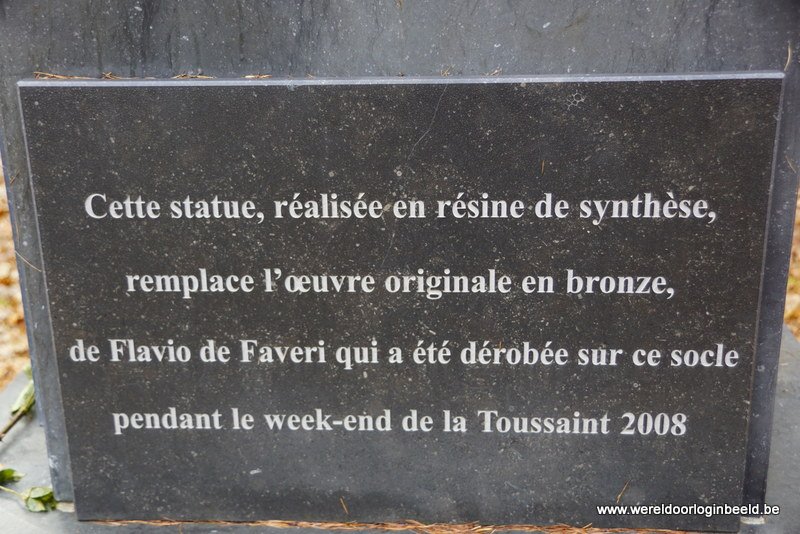 Cette statue, réalisée en résine de synthèse,
remplace l'œuvre originale en bronze,
de Flavio de Faveri qui a été dérobée sur ce socle
pendant le week-end de la Toussaint 2008
www.wereldoorloginbeeld.be